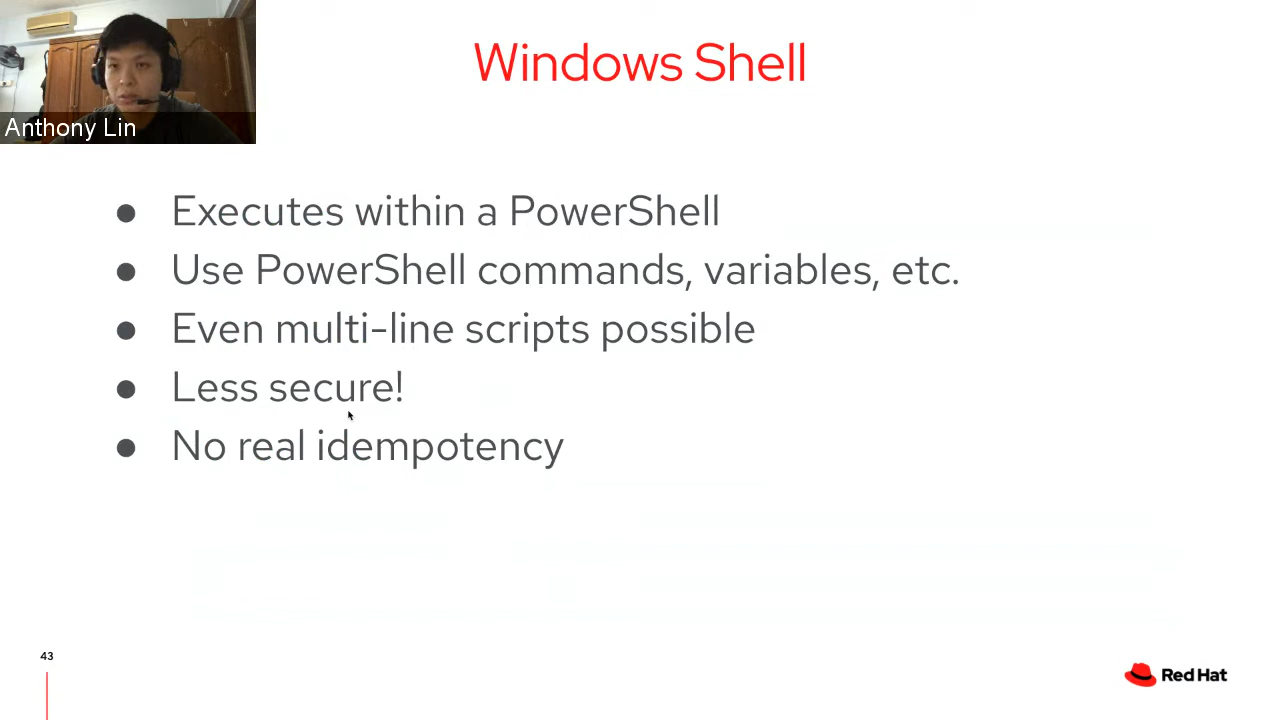 Anthony Lin
Windows Shell
● Executes within a PowerShell
● Use PowerShell commands, variables, etc.
● Even multi-line scripts possible
● Less secure!
● No real idempotency
43
Red Hat